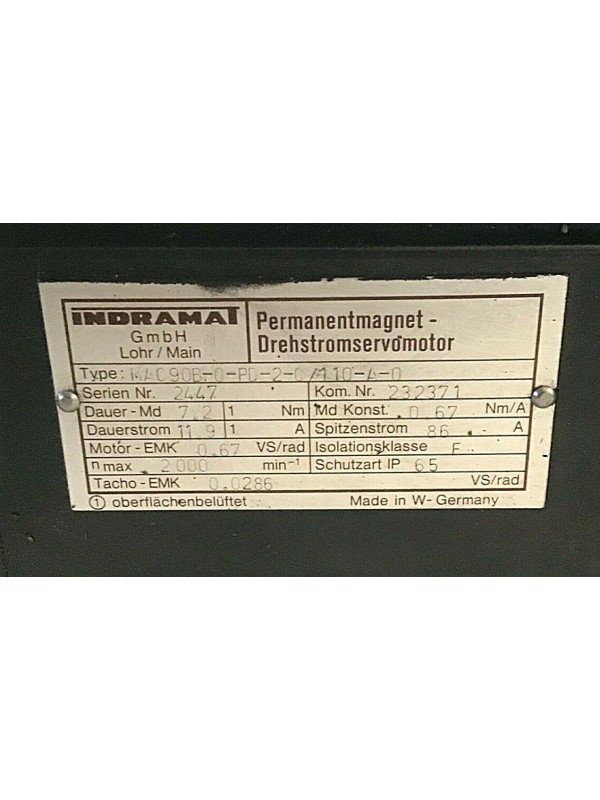 INDRAMAT
GmbH
Lohr/Main
Permanentmagnet-
Drehstromservomotor
Type: MAC90B-0-PD-2-C/110-A-0
Serien Nr. 2447 Kom. Nr. 232371
Dauer-Md 7,2 1 Nm Md Konst. 0,67 Nm/A
Dauerstrom 11,9 1 A Spitzenstrom 86 A
Motor-EMK 0,67 VS/rad Isolationsklasse F
n max. 2000 min⁻¹ Schutzart IP 65
Tacho-EMK 0.0286 VS/rad
① oberflächenbelüftet Made in W-Germany